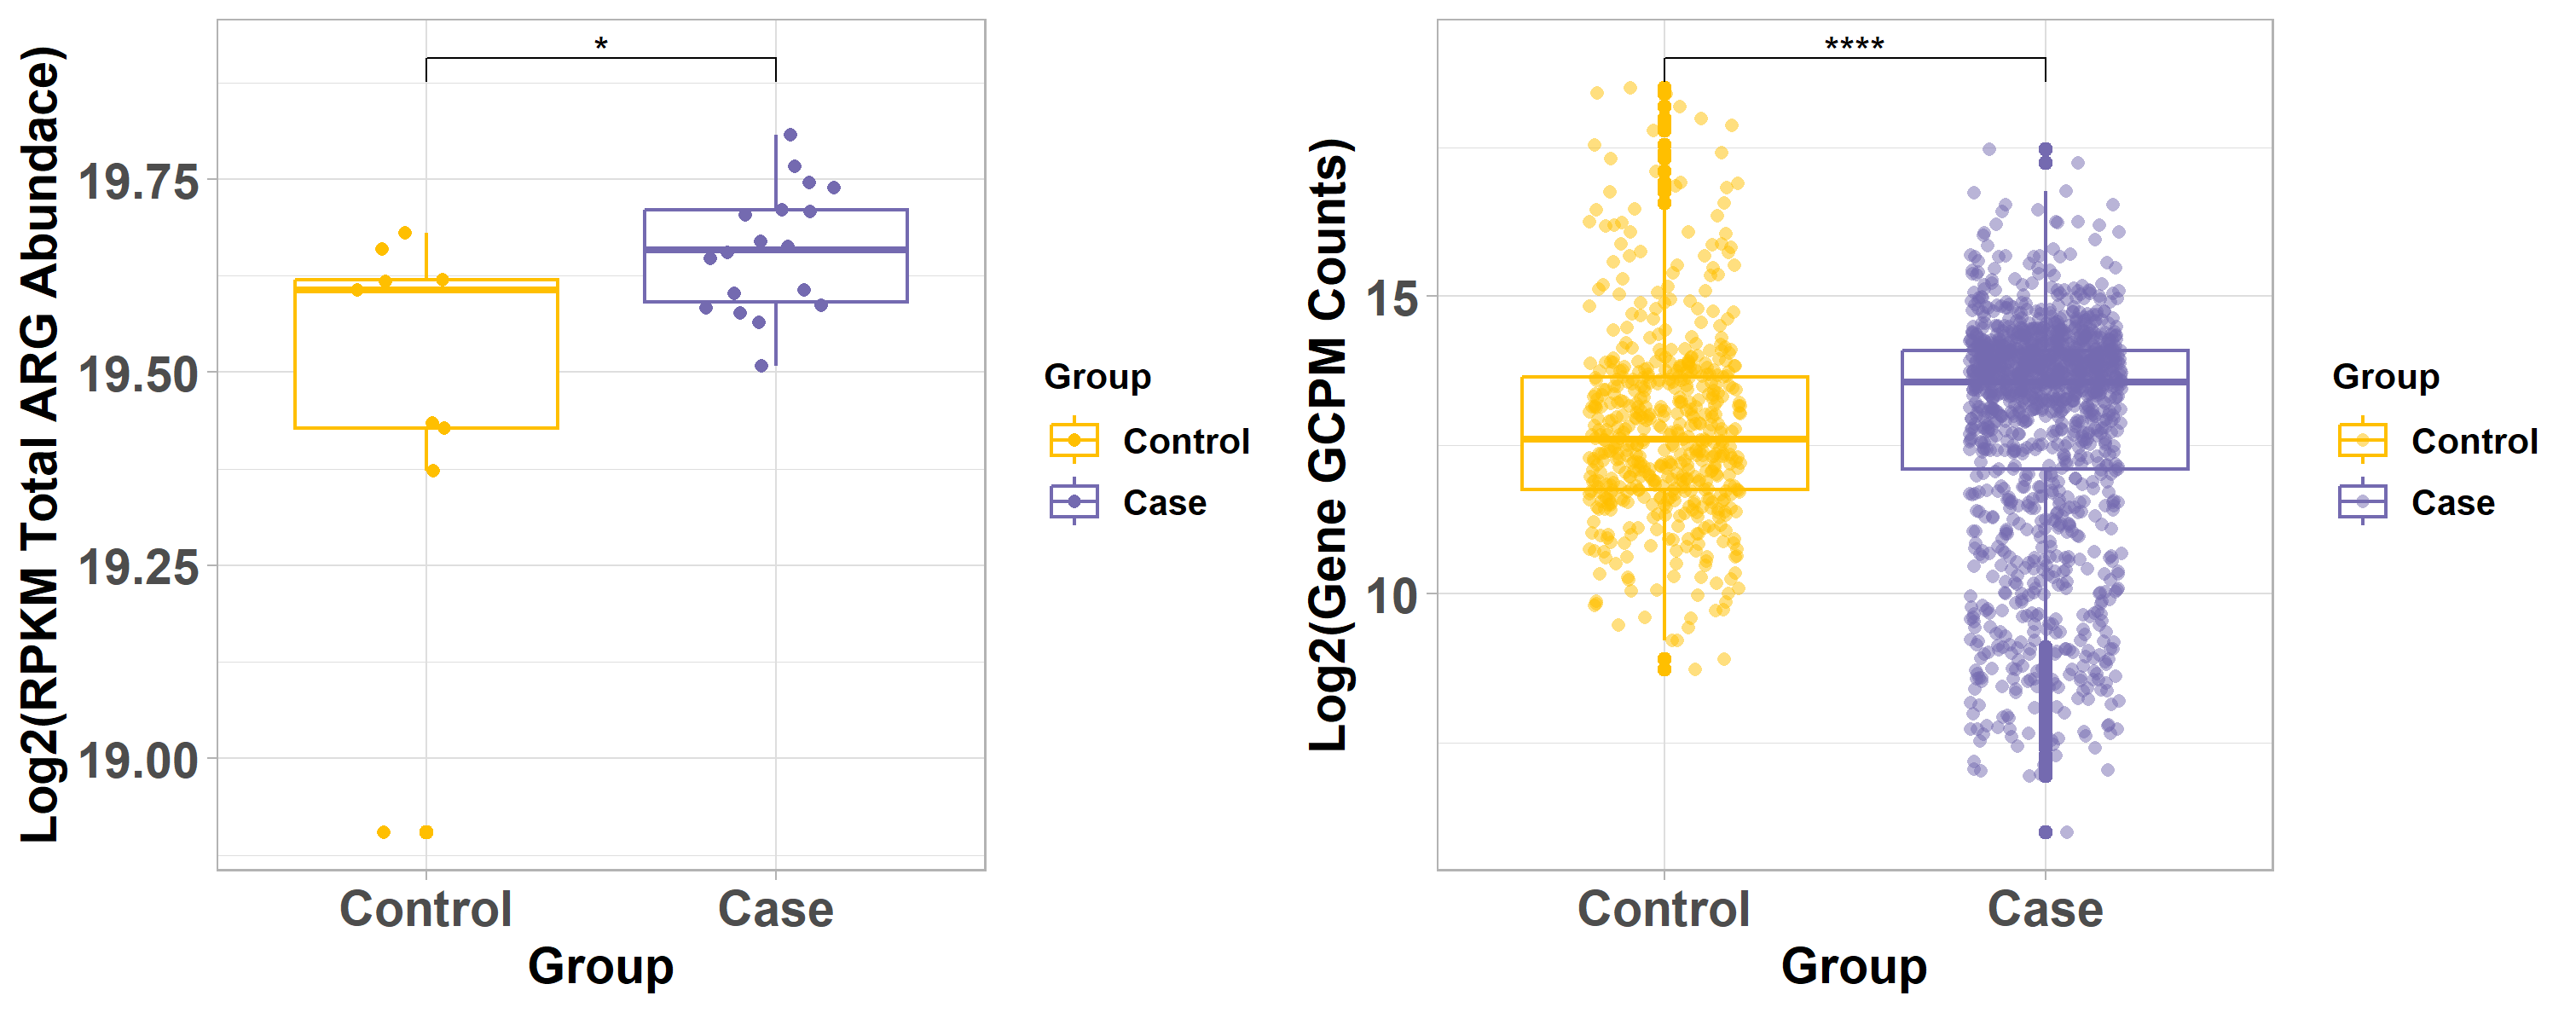 Log2(RPKM Total ARG Abundace)
19.75
19.50
19.25
19.00
*
Control
Case
Group
Group
Control
Case
Log2(Gene GCPM Counts)
15
10
****
Control
Case
Group
Group
Control
Case